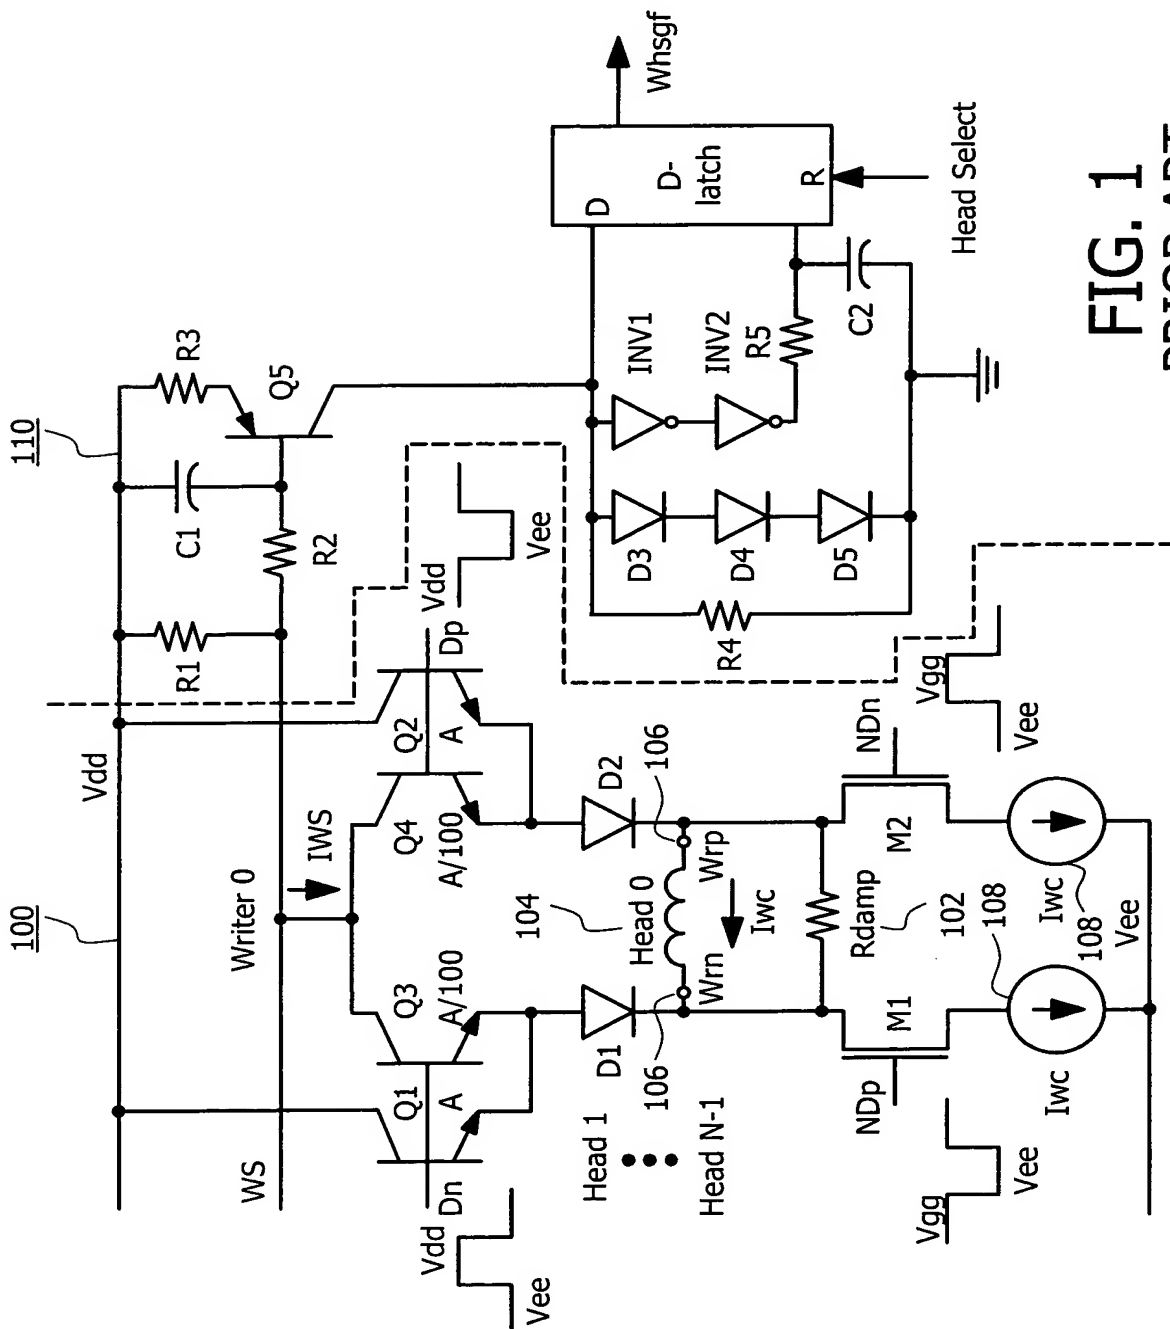 100
110
Vdd
WS
Writer 0
IWS
R1
C1
R3
R2
Q5
Vdd
Vee
Dn
Q1
A
Q3
A/100
Q4
A/100
Q2
A
Dp
Vdd
Vee
D1
D2
104
106
106
Head 1
Head N-1
Head 0
Wrn
Wrp
Iwc
Rdamp
102
NDp
M1
M2
NDn
Vgg
Vee
Vgg
Vee
Iwc
108
Iwc
108
Vee
R4
D3
D4
D5
INV1
INV2
R5
C2
D
D-
latch
R
Whsgf
Head Select
FIG. 1
PRIOR ART